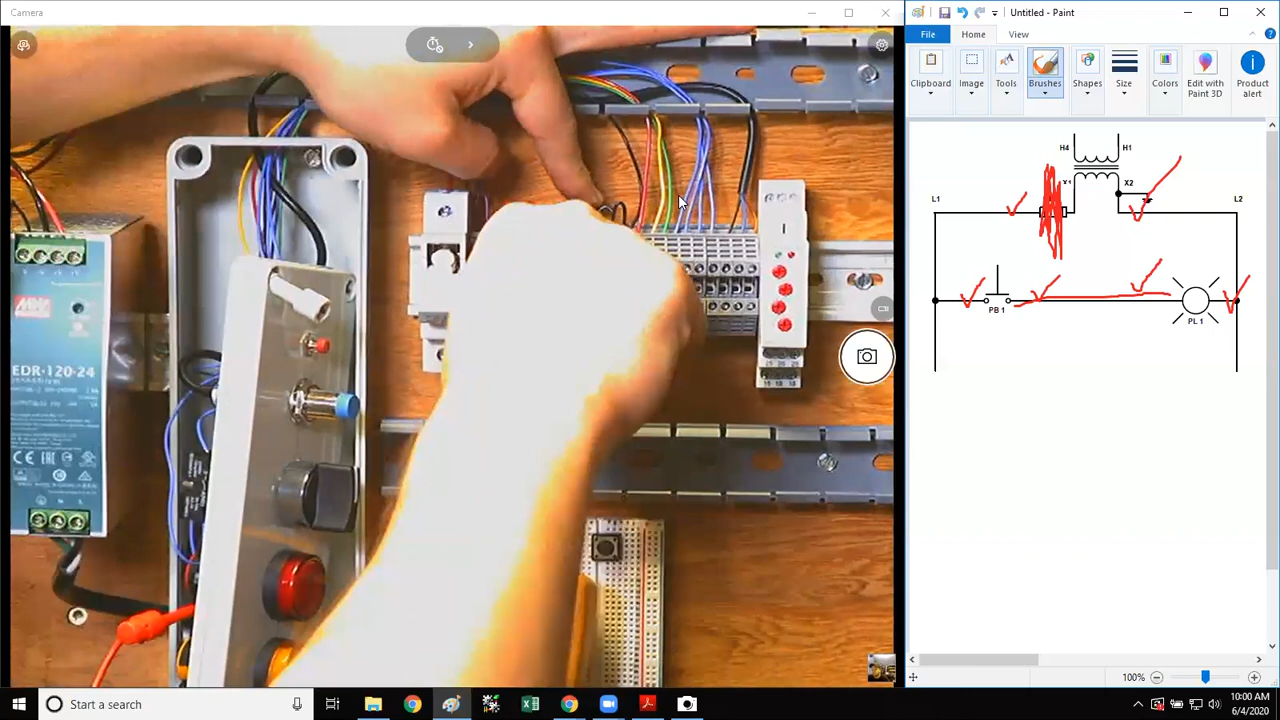 Camera
Untitled - Paint
File
Home
View
Clipboard
Image
Tools
Brushes
Shapes
Size
Colors
Edit with
Paint 3D
Product
alert
H4
H1
X1
X2
L1
L2
PB 1
PL 1
EDR-120-24
100%
Start a search
10:00 AM
6/4/2020